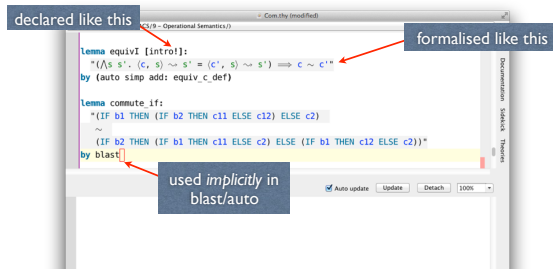 declared like this
Com.thy (modified)
CS/9 – Operational Semantics/)
formalised like this
lemma equivI [intro!]:
"(⋀s s'. ⟨c, s⟩ ⇝ s' = ⟨c', s⟩ ⇝ s') ⟹ c ∼ c'"
by (auto simp add: equiv_c_def)
lemma commute_if:
"(IF b1 THEN (IF b2 THEN c11 ELSE c12) ELSE c2)
∼
(IF b2 THEN (IF b1 THEN c11 ELSE c2) ELSE (IF b1 THEN c12 ELSE c2))"
by blast
Documentation
Sidekick
Theories
used implicitly in
blast/auto
Auto update
Update
Detach
100%